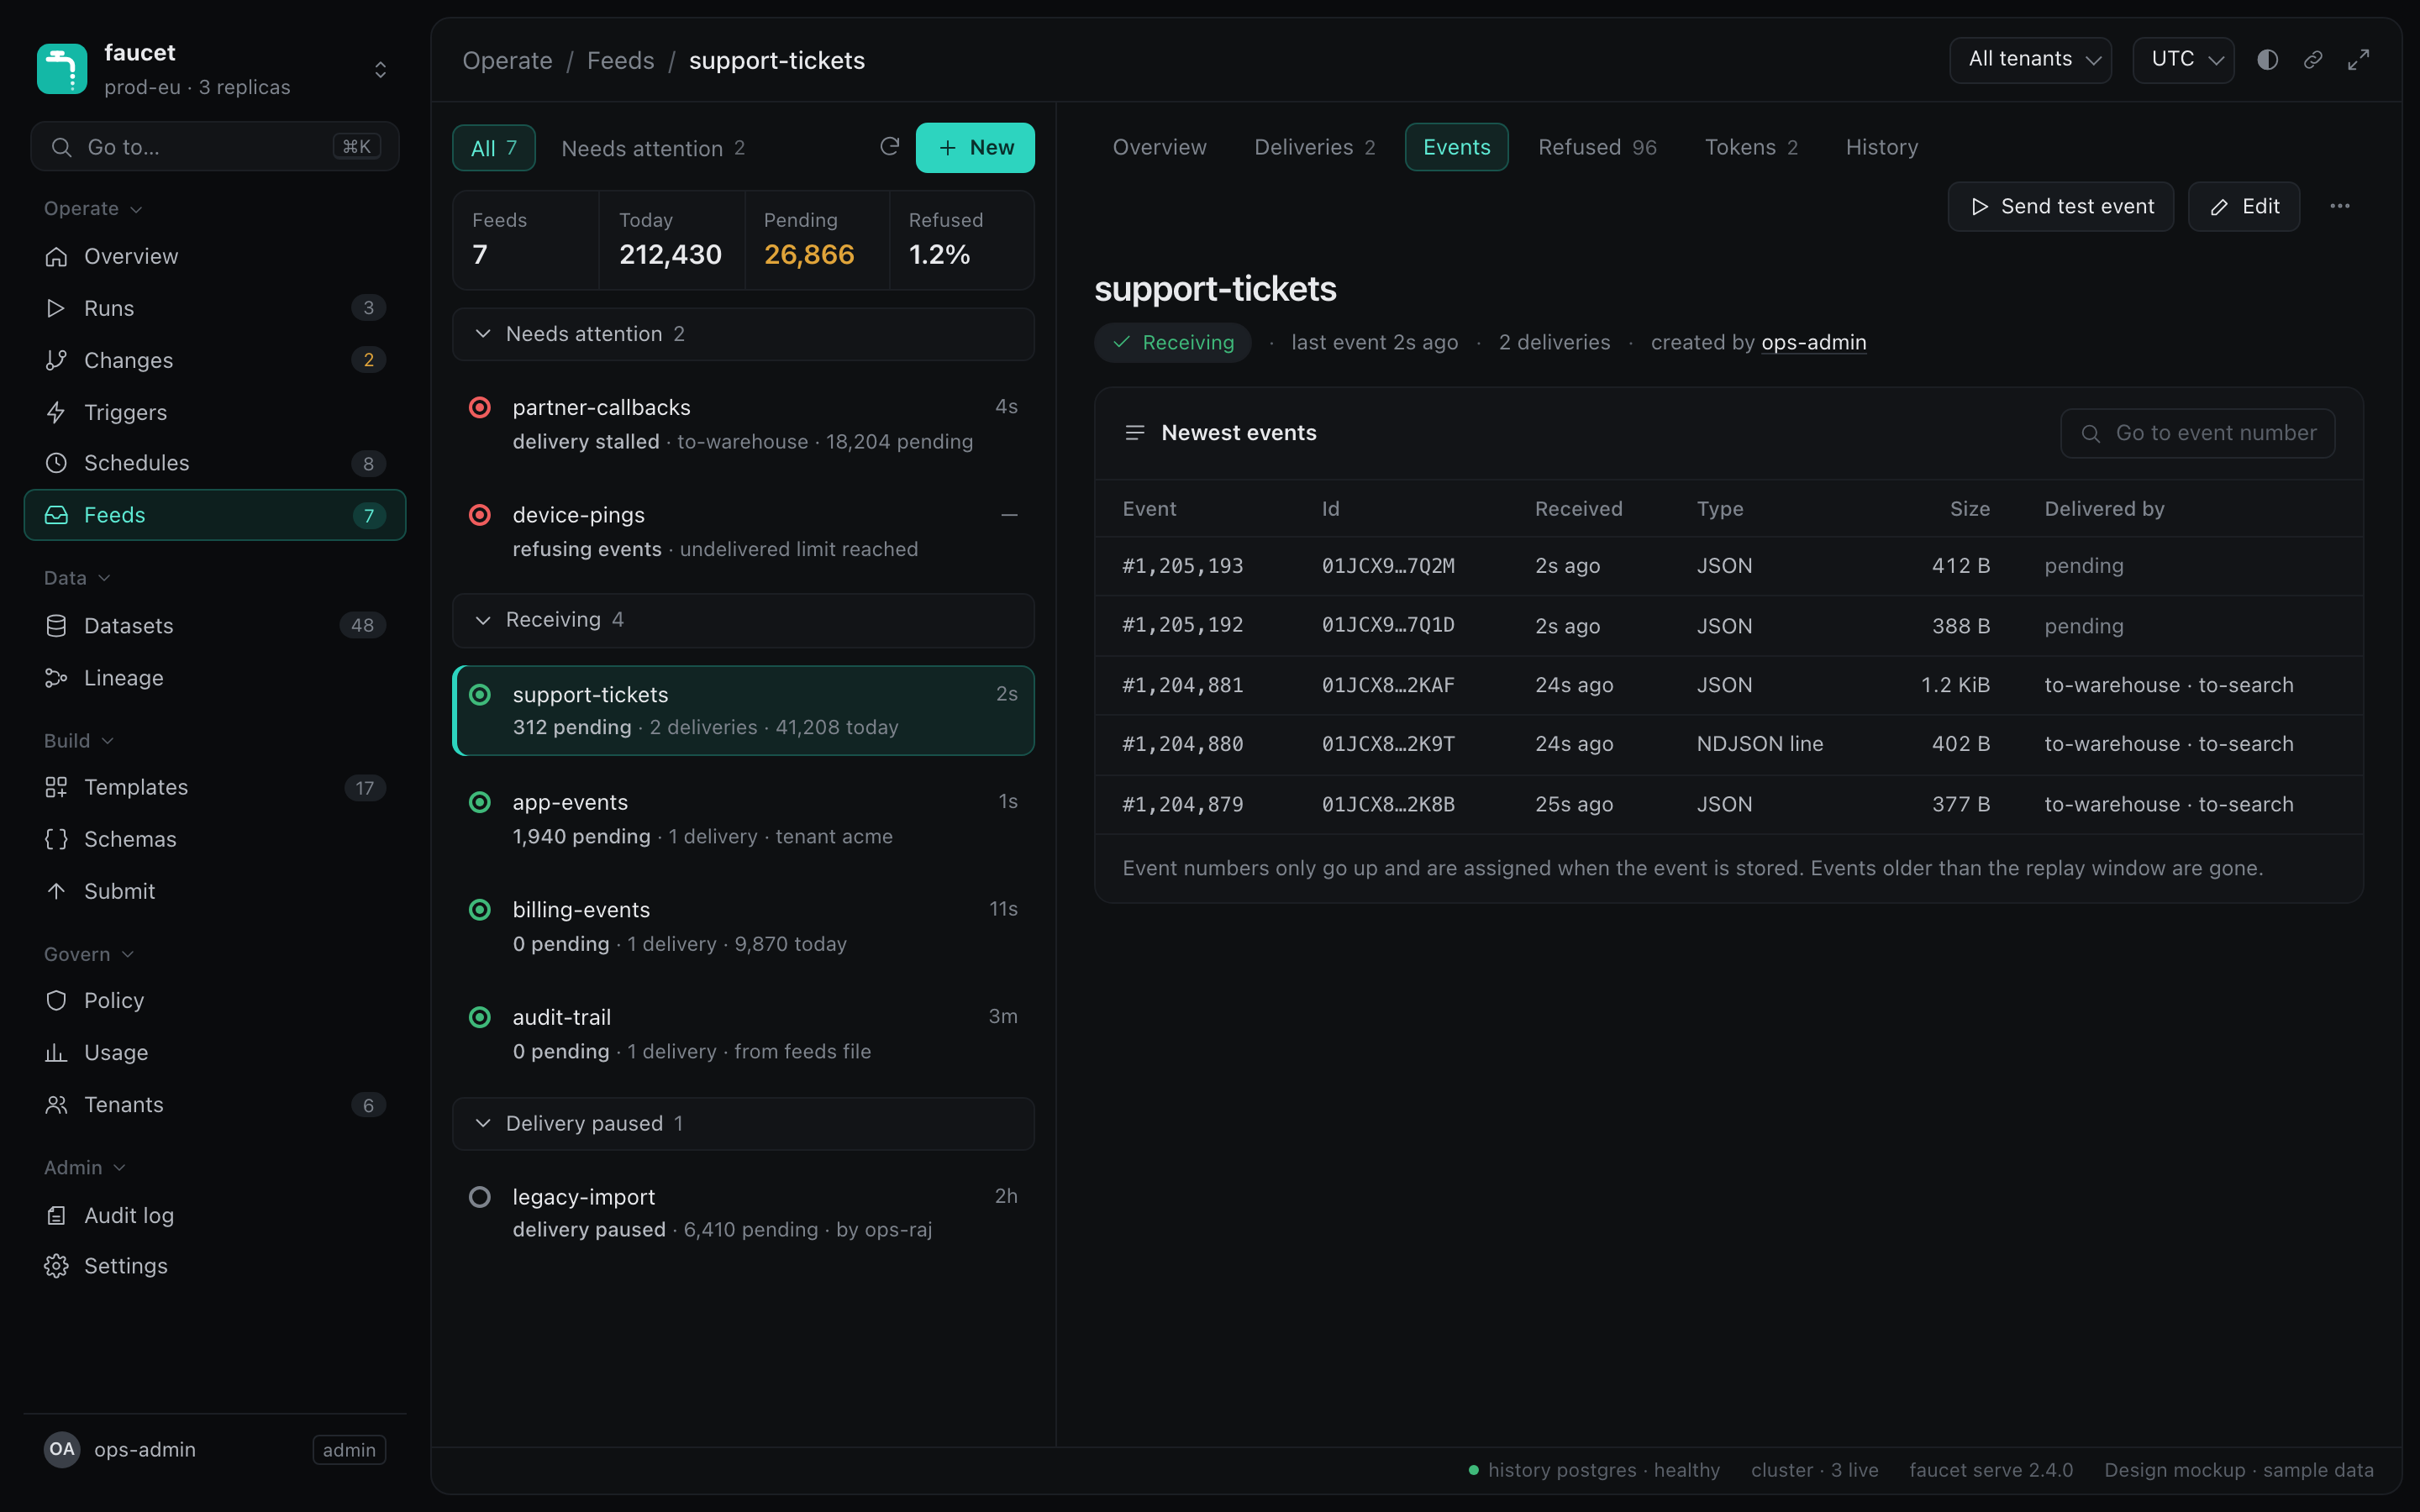 faucet
prod-eu · 3 replicas
Go to... ⌘K
Operate
Overview
Runs 3
Changes 2
Triggers
Schedules 8
Feeds 7
Data
Datasets 48
Lineage
Build
Templates 17
Schemas
Submit
Govern
Policy
Usage
Tenants 6
Admin
Audit log
Settings
OA ops-admin admin
Operate / Feeds / support-tickets
All tenants UTC
All 7 Needs attention 2 New
Feeds Today Pending Refused
7 212,430 26,866 1.2%
Needs attention 2
partner-callbacks 4s
delivery stalled · to-warehouse · 18,204 pending
device-pings —
refusing events · undelivered limit reached
Receiving 4
support-tickets 2s
312 pending · 2 deliveries · 41,208 today
app-events 1s
1,940 pending · 1 delivery · tenant acme
billing-events 11s
0 pending · 1 delivery · 9,870 today
audit-trail 3m
0 pending · 1 delivery · from feeds file
Delivery paused 1
legacy-import 2h
delivery paused · 6,410 pending · by ops-raj
Overview Deliveries 2 Events Refused 96 Tokens 2 History
Send test event Edit
support-tickets
Receiving · last event 2s ago · 2 deliveries · created by ops-admin
Newest events Go to event number
Event Id Received Type Size Delivered by
#1,205,193 01JCX9…7Q2M 2s ago JSON 412 B pending
#1,205,192 01JCX9…7Q1D 2s ago JSON 388 B pending
#1,204,881 01JCX8…2KAF 24s ago JSON 1.2 KiB to-warehouse · to-search
#1,204,880 01JCX8…2K9T 24s ago NDJSON line 402 B to-warehouse · to-search
#1,204,879 01JCX8…2K8B 25s ago JSON 377 B to-warehouse · to-search
Event numbers only go up and are assigned when the event is stored. Events older than the replay window are gone.
history postgres · healthy cluster · 3 live faucet serve 2.4.0 Design mockup · sample data